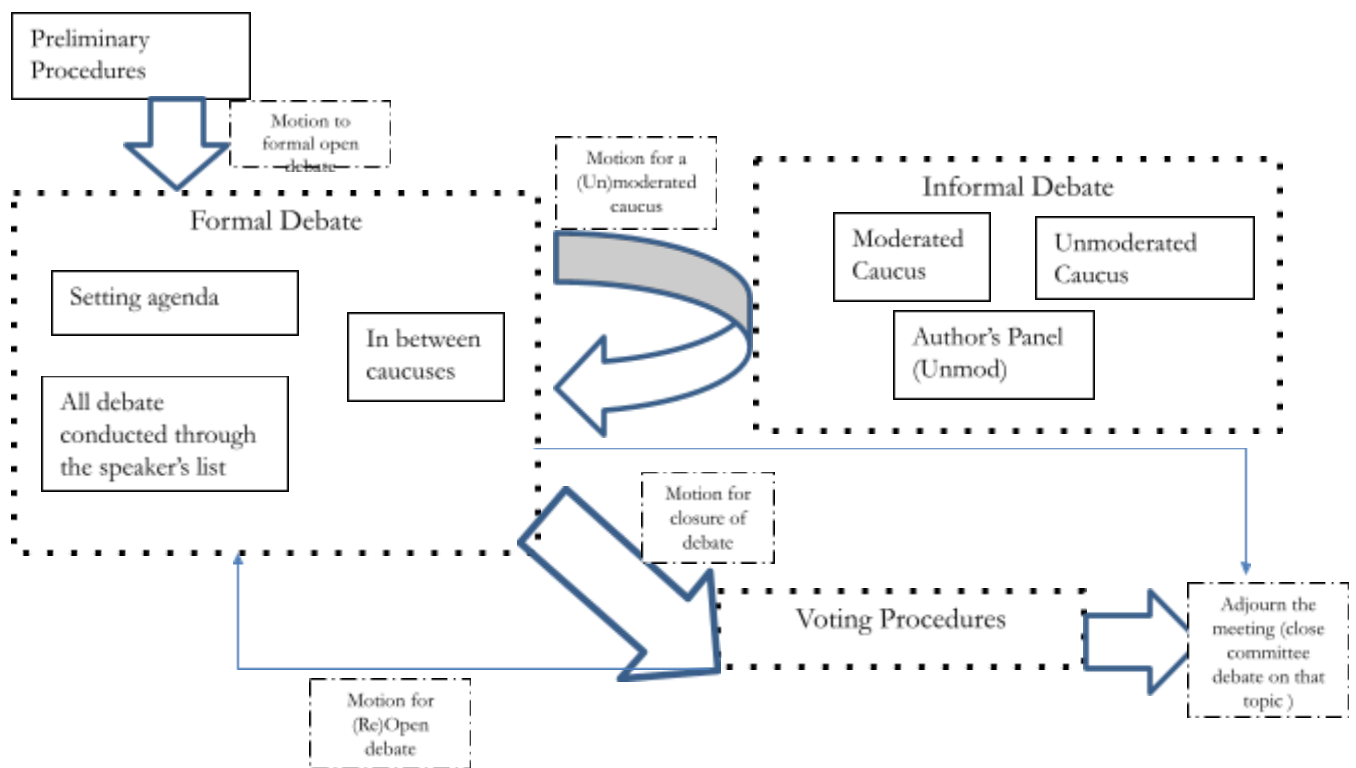 Preliminary
Procedures
Motion to
formal open
debate
Formal Debate
Setting agenda
In between
caucuses
All debate
conducted through
the speaker's list
Motion for a
(Un)moderated
caucus
Informal Debate
Moderated
Caucus
Unmoderated
Caucus
Author's Panel
(Unmod)
Motion for
closure of
debate
Voting Procedures
Adjourn the
meeting (close
committee
debate on that
topic )
Motion for
(Re)Open
debate